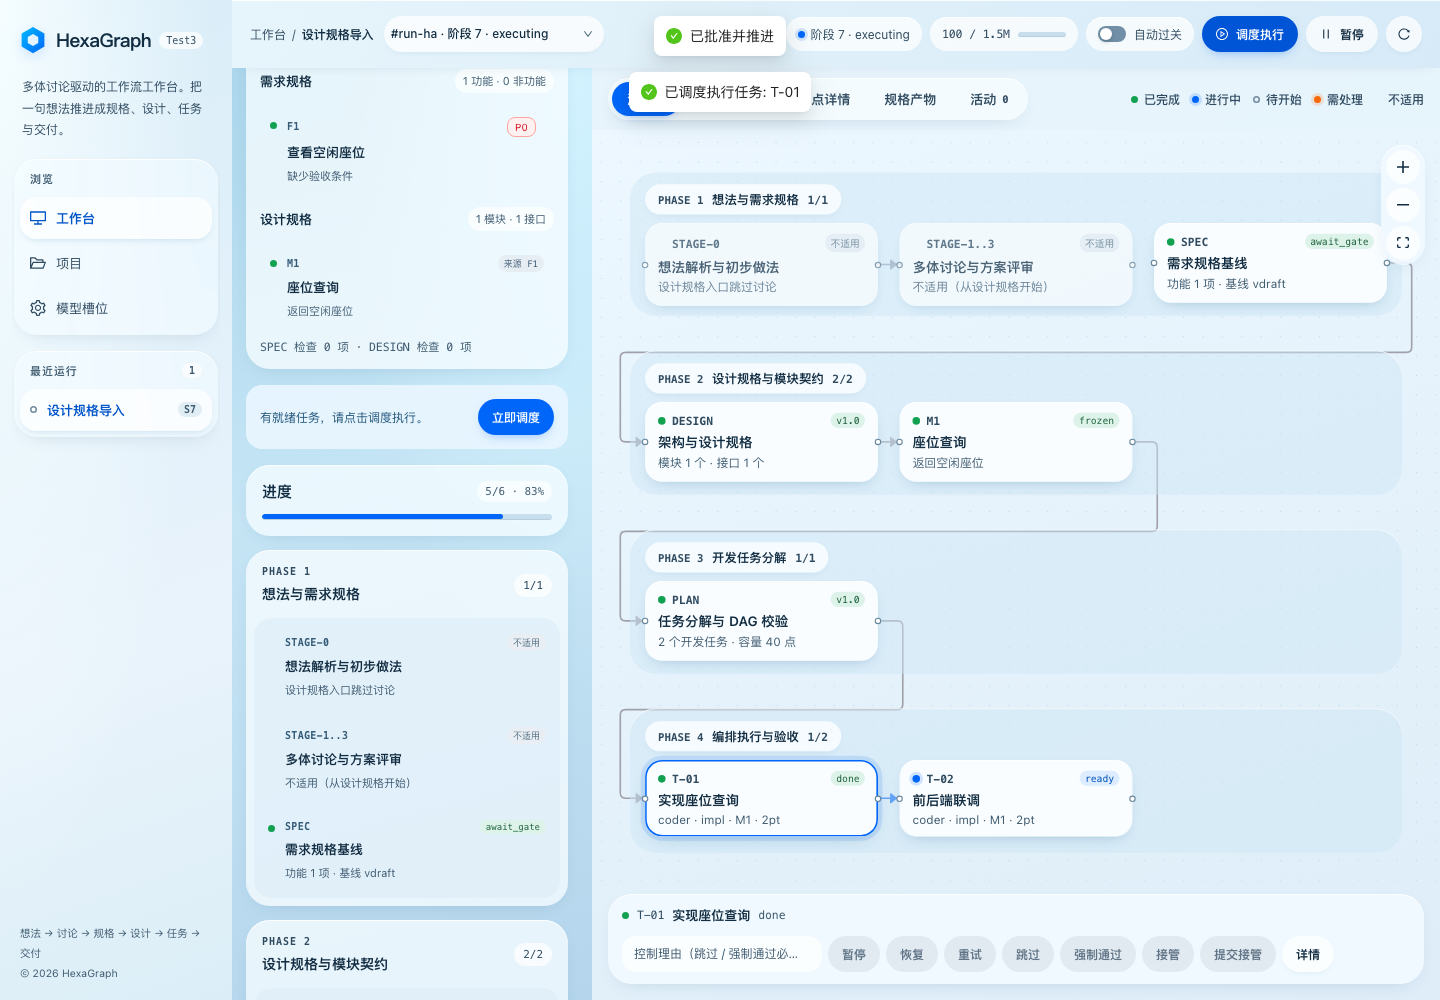 HexaGraph Test3
多体讨论驱动的工作流工作台。把
一句想法推进成规格、设计、任务
与交付。
浏览
工作台
项目
模型槽位
最近运行 1
设计规格导入 S7
想法 → 讨论 → 规格 → 设计 → 任务 →
交付
© 2026 HexaGraph
工作台 / 设计规格导入
#run-ha · 阶段 7 · executing
已批准并推进
阶段 7 · executing
100 / 1.5M
自动过关
调度执行
暂停
已调度执行任务: T-01
点详情
规格产物
活动 0
已完成
进行中
待开始
需处理
不适用
需求规格 1 功能 · 0 非功能
F1 P0
查看空闲座位
缺少验收条件
设计规格 1 模块 · 1 接口
M1 来源 F1
座位查询
返回空闲座位
SPEC 检查 0 项 · DESIGN 检查 0 项
有就绪任务，请点击调度执行。 立即调度
进度 5/6 · 83%
PHASE 1
想法与需求规格 1/1
STAGE-0 不适用
想法解析与初步做法
设计规格入口跳过讨论
STAGE-1..3 不适用
多体讨论与方案评审
不适用（从设计规格开始）
SPEC await_gate
需求规格基线
功能 1 项 · 基线 vdraft
PHASE 2
设计规格与模块契约 2/2
PHASE 1 想法与需求规格 1/1
STAGE-0 不适用
想法解析与初步做法
设计规格入口跳过讨论
STAGE-1..3 不适用
多体讨论与方案评审
不适用（从设计规格开始）
SPEC await_gate
需求规格基线
功能 1 项 · 基线 vdraft
PHASE 2 设计规格与模块契约 2/2
DESIGN v1.0
架构与设计规格
模块 1 个 · 接口 1 个
M1 frozen
座位查询
返回空闲座位
PHASE 3 开发任务分解 1/1
PLAN v1.0
任务分解与 DAG 校验
2 个开发任务 · 容量 40 点
PHASE 4 编排执行与验收 1/2
T-01 done
实现座位查询
coder · impl · M1 · 2pt
T-02 ready
前后端联调
coder · impl · M1 · 2pt
T-01 实现座位查询 done
控制理由（跳过 / 强制通过必...
暂停
恢复
重试
跳过
强制通过
接管
提交接管
详情